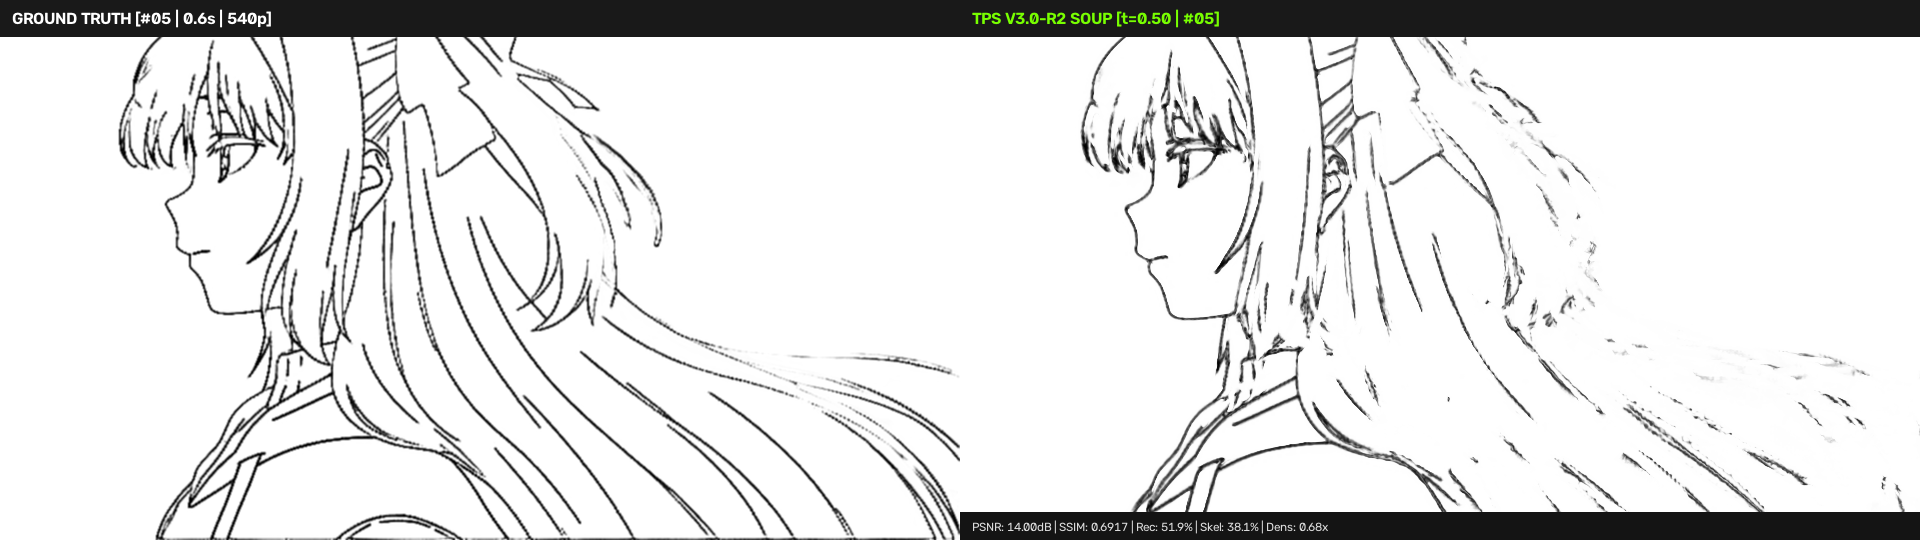 GROUND TRUTH [#05 | 0.6s | 540p]
TPS V3.0-R2 SOUP [t=0.50 | #05]
PSNR: 14.00dB | SSIM: 0.6917 | Rec: 51.9% | Skel: 38.1% | Dens: 0.68x